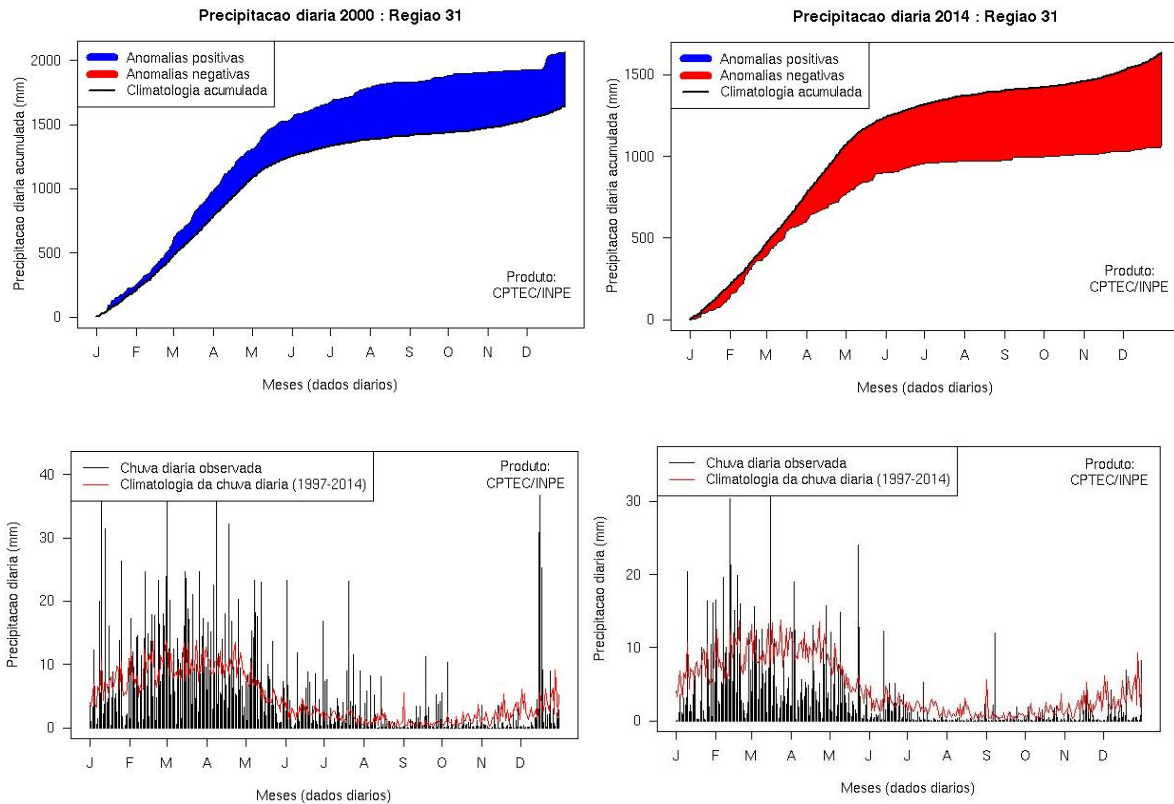 Precipitacao diaria 2000 : Regiao 31
Anomalias positivas
Anomalias negativas
Climatologia acumulada
Precipitacao diaria acumulada (mm)
2000
1500
1000
500
0
Produto:
CPTEC/INPE
J F M A M J J A S O N D
Meses (dados diarios)
Precipitacao diaria 2014 : Regiao 31
Anomalias positivas
Anomalias negativas
Climatologia acumulada
Precipitacao diaria acumulada (mm)
1500
1000
500
0
Produto:
CPTEC/INPE
J F M A M J J A S O N D
Meses (dados diarios)
Chuva diaria observada
Climatologia da chuva diaria (1997-2014)
Produto:
CPTEC/INPE
Precipitacao diaria (mm)
40
30
20
10
0
J F M A M J J A S O N D
Meses (dados diarios)
Chuva diaria observada
Climatologia da chuva diaria (1997-2014)
Produto:
CPTEC/INPE
Precipitacao diaria (mm)
30
20
10
0
J F M A M J J A S O N D
Meses (dados diarios)